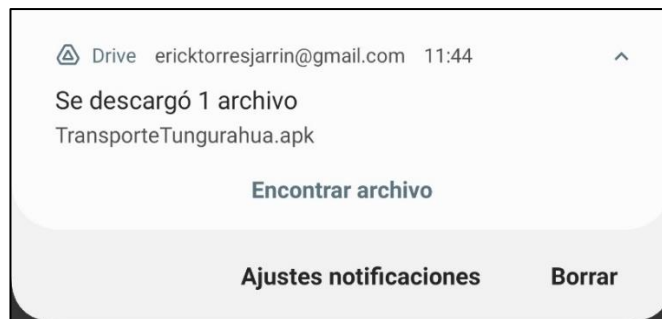 Drive ericktorresjarrin@gmail.com 11:44
Se descargó 1 archivo
TransporteTungurahua.apk
Encontrar archivo
Ajustes notificaciones Borrar